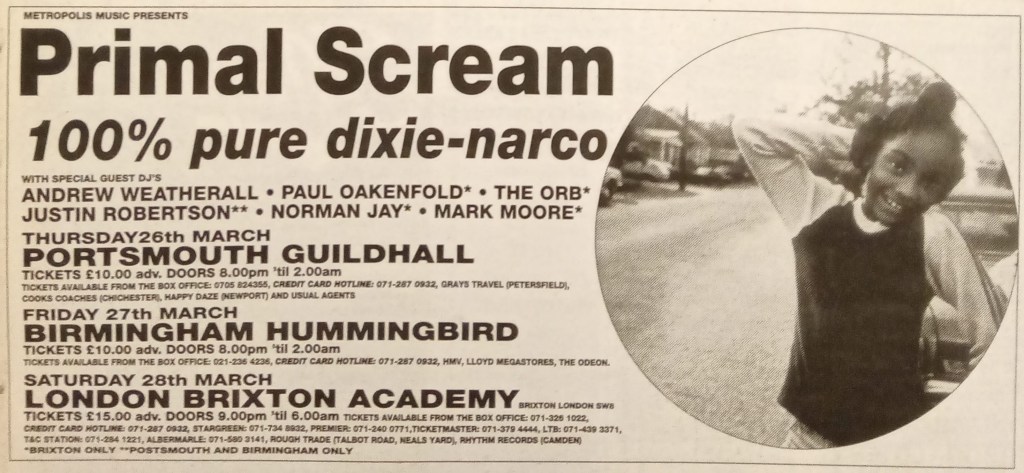 METROPOLIS MUSIC PRESENTS
Primal Scream
100% pure dixie-narco
WITH SPECIAL GUEST DJ'S
ANDREW WEATHERALL • PAUL OAKENFOLD* • THE ORB*
JUSTIN ROBERTSON** • NORMAN JAY* • MARK MOORE*
THURSDAY26th MARCH
PORTSMOUTH GUILDHALL
TICKETS £10.00 adv. DOORS 8.00pm 'til 2.00am
TICKETS AVAILABLE FROM THE BOX OFFICE: 0705 824355, CREDIT CARD HOTLINE: 071-287 0932, GRAYS TRAVEL (PETERSFIELD),
COOKS COACHES (CHICHESTER), HAPPY DAZE (NEWPORT) AND USUAL AGENTS
FRIDAY 27th MARCH
BIRMINGHAM HUMMINGBIRD
TICKETS £10.00 adv. DOORS 8.00pm 'til 2.00am
TICKETS AVAILABLE FROM THE BOX OFFICE: 021-236 4236, CREDIT CARD HOTLINE: 071-287 0932, HMV, LLOYD MEGASTORES, THE ODEON.
SATURDAY 28th MARCH
LONDON BRIXTON ACADEMY BRIXTON LONDON SW9
TICKETS £15.00 adv. DOORS 9.00pm 'til 6.00am TICKETS AVAILABLE FROM THE BOX OFFICE: 071-326 1022,
CREDIT CARD HOTLINE: 071-287 0932, STARGREEN: 071-734 8932, PREMIER: 071-240 0771,TICKETMASTER: 071-379 4444, LTB: 071-439 3371,
T&C STATION: 071-284 1221, ALBERMARLE: 071-580 3141, ROUGH TRADE (TALBOT ROAD, NEALS YARD), RHYTHM RECORDS (CAMDEN)
*BRIXTON ONLY **POSTSMOUTH AND BIRMINGHAM ONLY